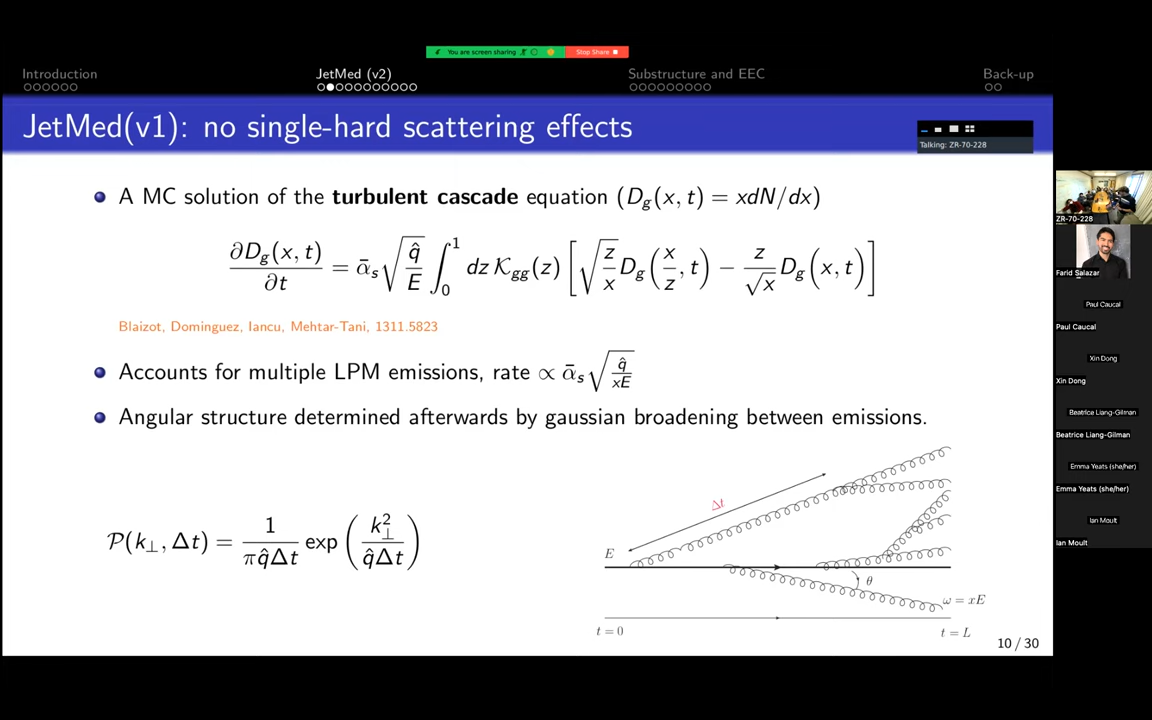 You are screen sharing
Stop Share
Introduction
JetMed (v2)
Substructure and EEC
Back-up
JetMed(v1): no single-hard scattering effects
Talking: ZR-70-228
A MC solution of the turbulent cascade equation (D_g(x, t) = xdN/dx)
∂D_g(x, t)/∂t = ᾱ_s √(q̂/E) ∫_0^1 dz 𝒦_gg(z) [√(z/x) D_g(x/z, t) − z/√x D_g(x, t)]
Blaizot, Dominguez, Iancu, Mehtar-Tani, 1311.5823
Accounts for multiple LPM emissions, rate ∝ ᾱ_s √(q̂/xE)
Angular structure determined afterwards by gaussian broadening between emissions.
𝒫(k_⊥, Δt) = 1/(πq̂Δt) exp(k_⊥^2/(q̂Δt))
Δt
E
θ
ω = xE
t = 0
t = L
10 / 30
ZR-70-228
Farid Salazar
Paul Caucal
Paul Caucal
Xin Dong
Xin Dong
Beatrice Liang-Gilman
Beatrice Liang-Gilman
Emma Yeats (she/her)
Emma Yeats (she/her)
Ian Moult
Ian Moult